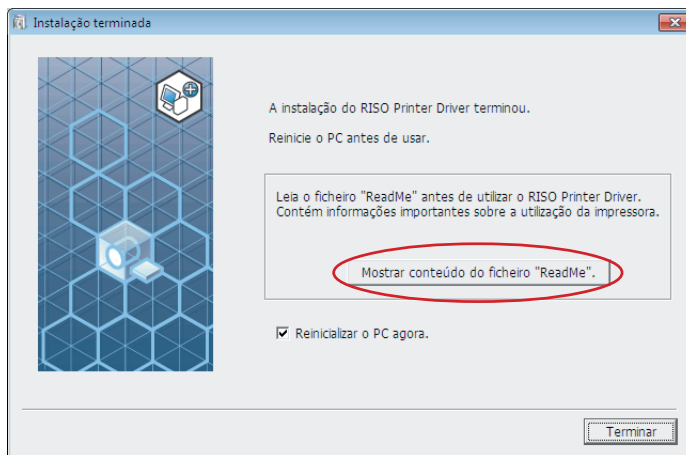 Instalação terminada
A instalação do RISO Printer Driver terminou.
Reinicie o PC antes de usar.
Leia o ficheiro "ReadMe" antes de utilizar o RISO Printer Driver.
Contém informações importantes sobre a utilização da impressora.
Mostrar conteúdo do ficheiro "ReadMe".
Reinicializar o PC agora.
Terminar